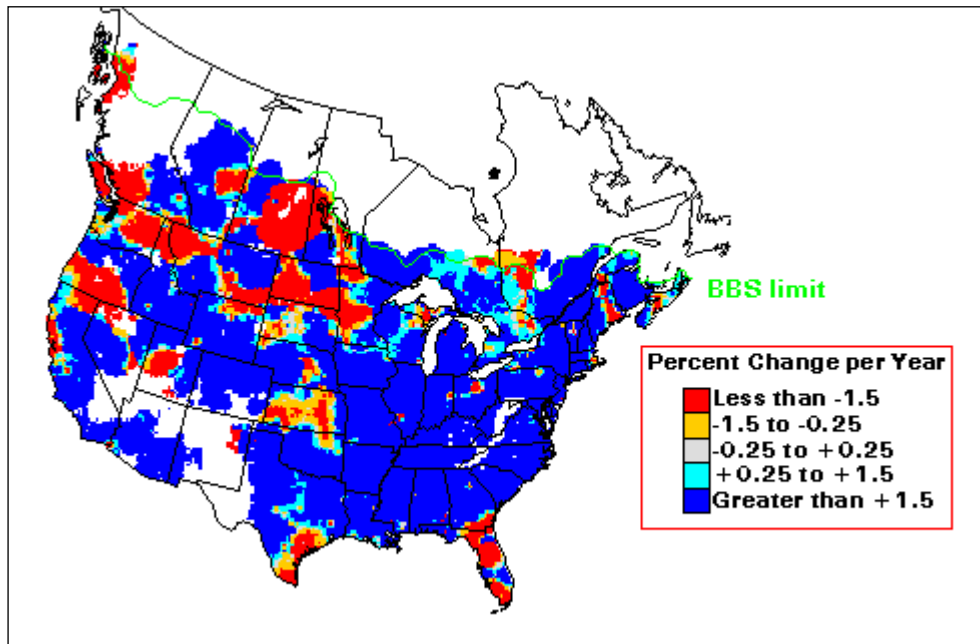 BBS limit
Percent Change per Year
Less than -1.5
-1.5 to -0.25
-0.25 to +0.25
+0.25 to +1.5
Greater than +1.5